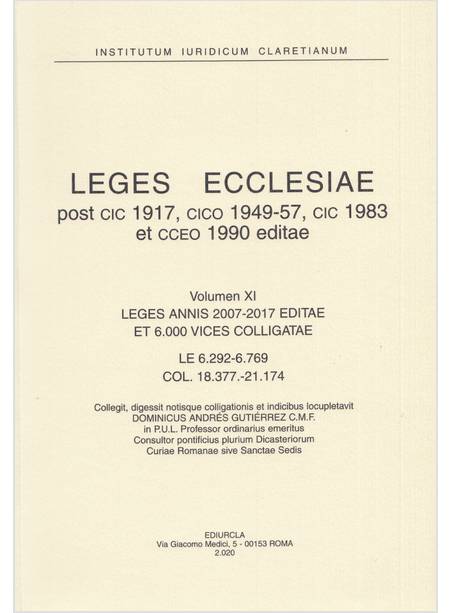 INSTITUTUM IURIDICUM CLARETIANUM
LEGES ECCLESIAE
post CIC 1917, CICO 1949-57, CIC 1983
et CCEO 1990 editae
Volumen XI
LEGES ANNIS 2007-2017 EDITAE
ET 6.000 VICES COLLIGATAE
LE 6.292-6.769
COL. 18.377.-21.174
Collegit, digessit notisque colligationis et indicibus locupletavit
DOMINICUS ANDRÉS GUTIÉRREZ C.M.F.
in P.U.L. Professor ordinarius emeritus
Consultor pontificius plurium Dicasteriorum
Curiae Romanae sive Sanctae Sedis
EDIURCLA
Via Giacomo Medici, 5 - 00153 ROMA
2.020